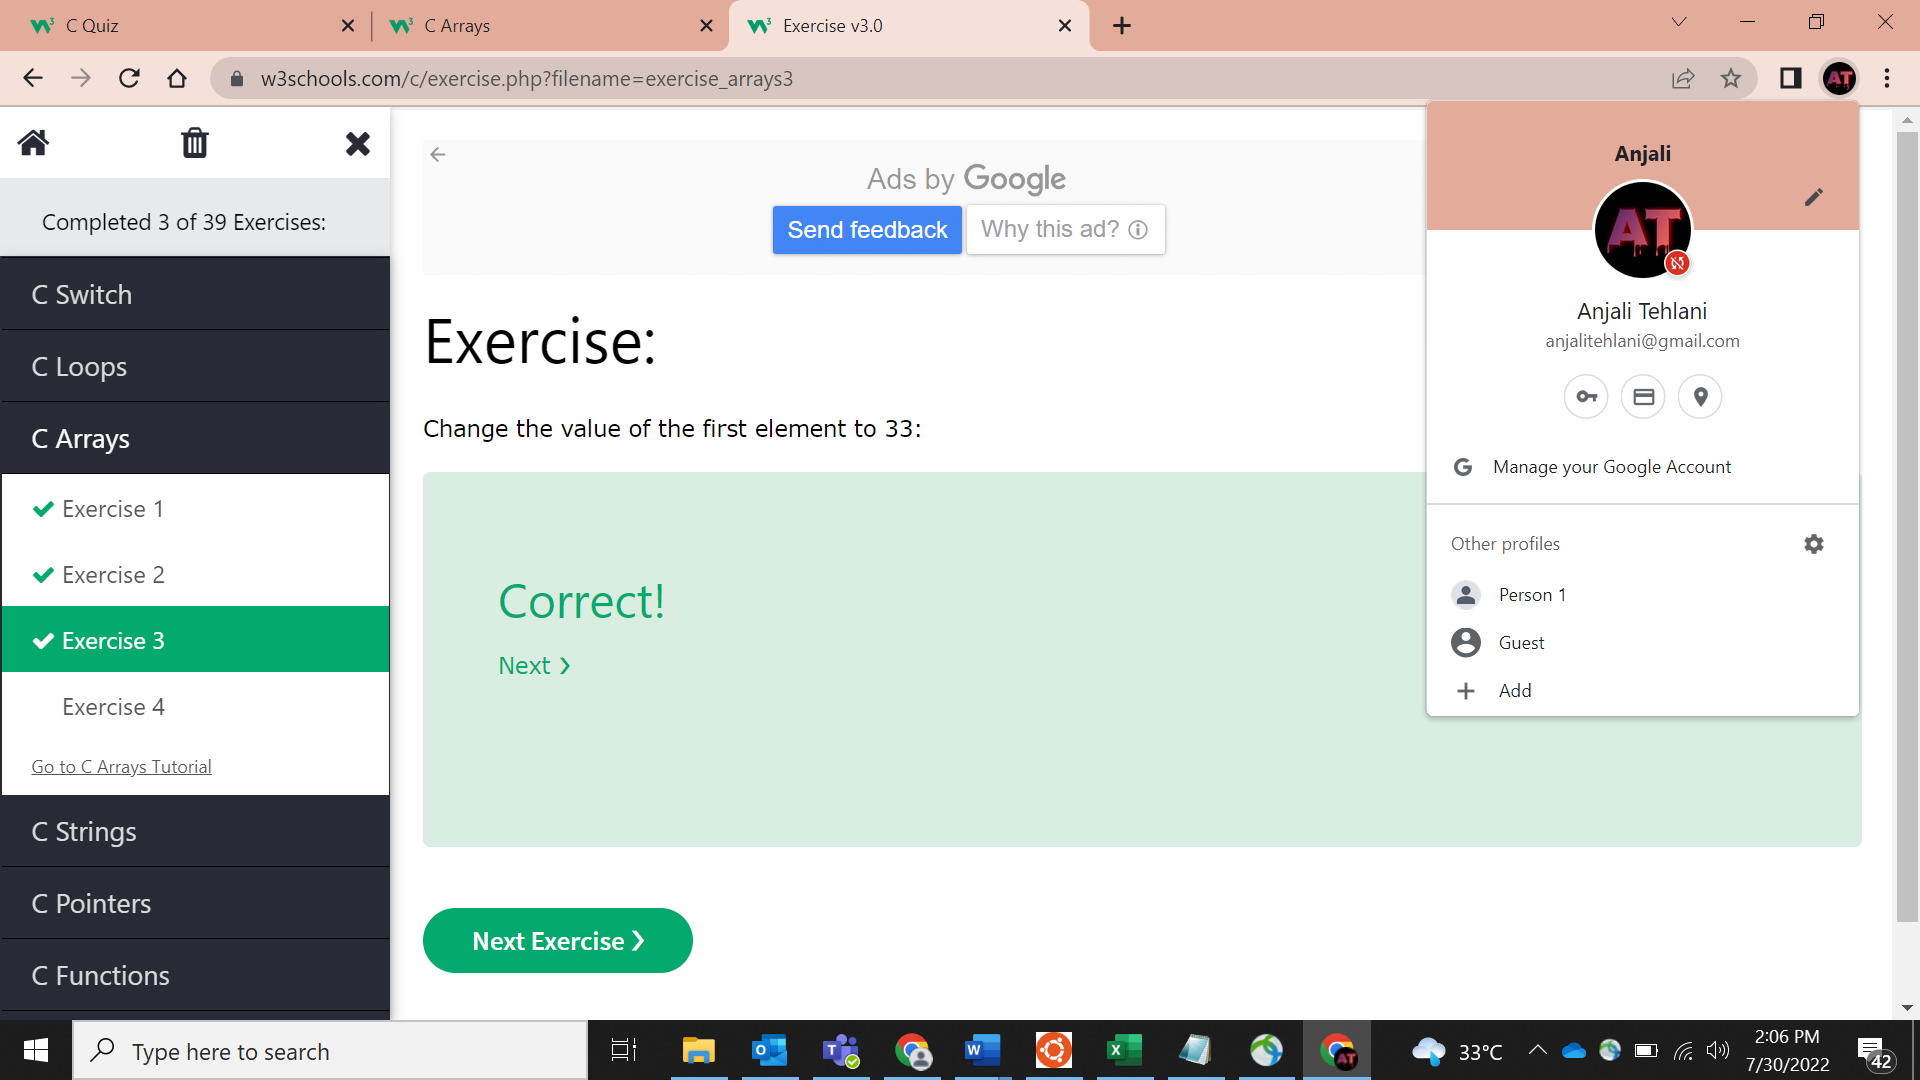 C Quiz
C Arrays
Exercise v3.0
w3schools.com/c/exercise.php?filename=exercise_arrays3
Completed 3 of 39 Exercises:
C Switch
C Loops
C Arrays
Exercise 1
Exercise 2
Exercise 3
Exercise 4
Go to C Arrays Tutorial
C Strings
C Pointers
C Functions
Ads by Google
Send feedback
Why this ad?
Exercise:
Change the value of the first element to 33:
Correct!
Next ❯
Next Exercise ❯
Anjali
AT
Anjali Tehlani
anjalitehlani@gmail.com
Manage your Google Account
Other profiles
Person 1
Guest
Add
Type here to search
33°C
2:06 PM
7/30/2022
42